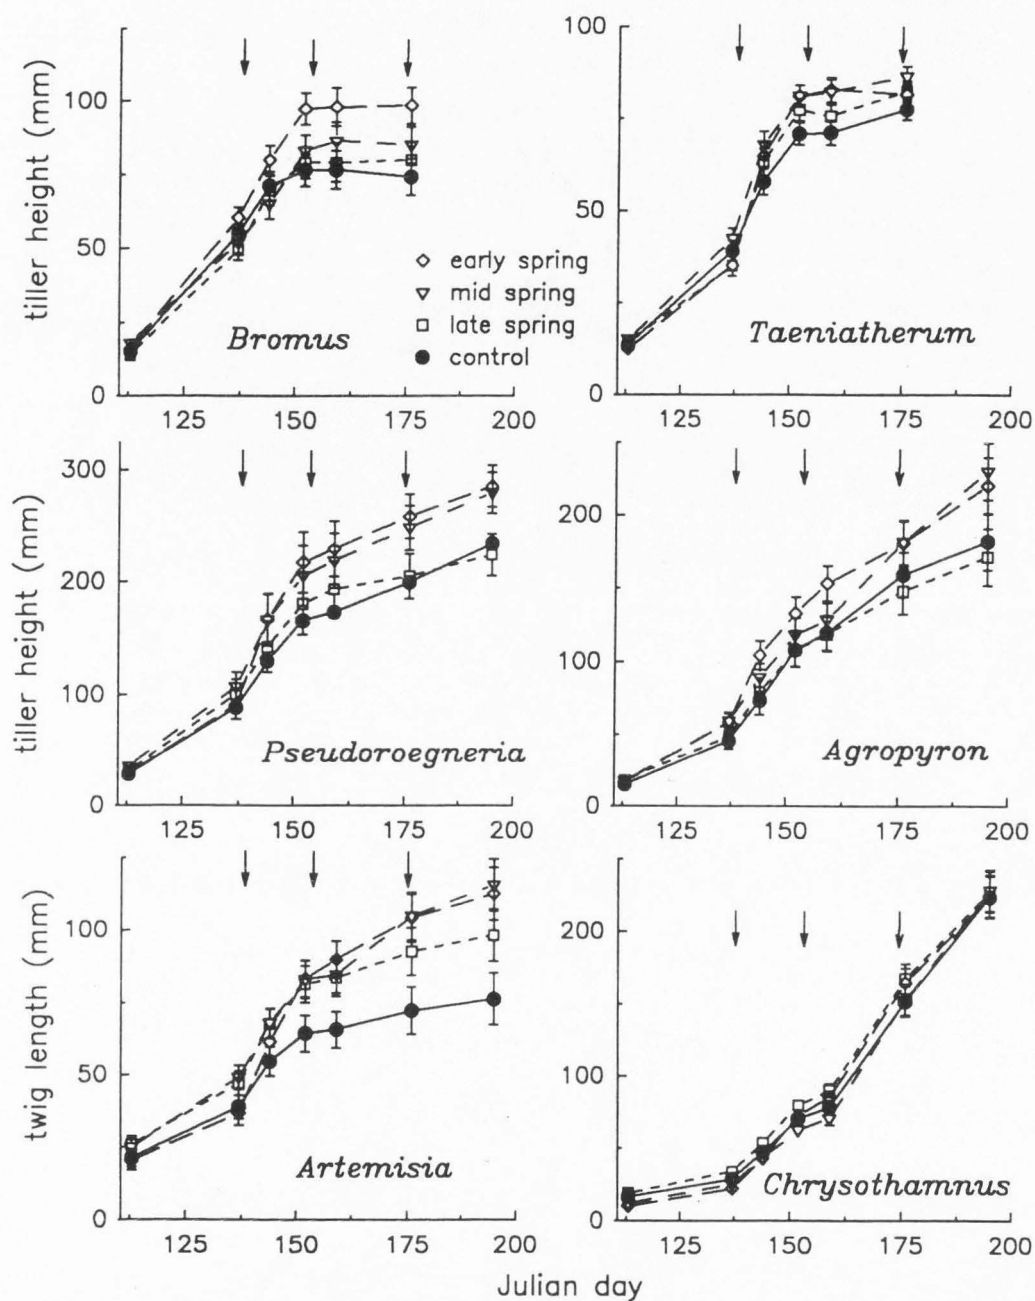 tiller height (mm)
100
50
0
125 150 175 200
early spring
mid spring
late spring
control
Bromus
100
50
0
125 150 175 200
Taeniatherum
tiller height (mm)
300
200
100
0
125 150 175 200
Pseudoroegneria
200
100
0
125 150 175 200
Agropyron
twig length (mm)
100
50
0
125 150 175 200
Artemisia
200
100
0
125 150 175 200
Chrysothamnus
Julian day